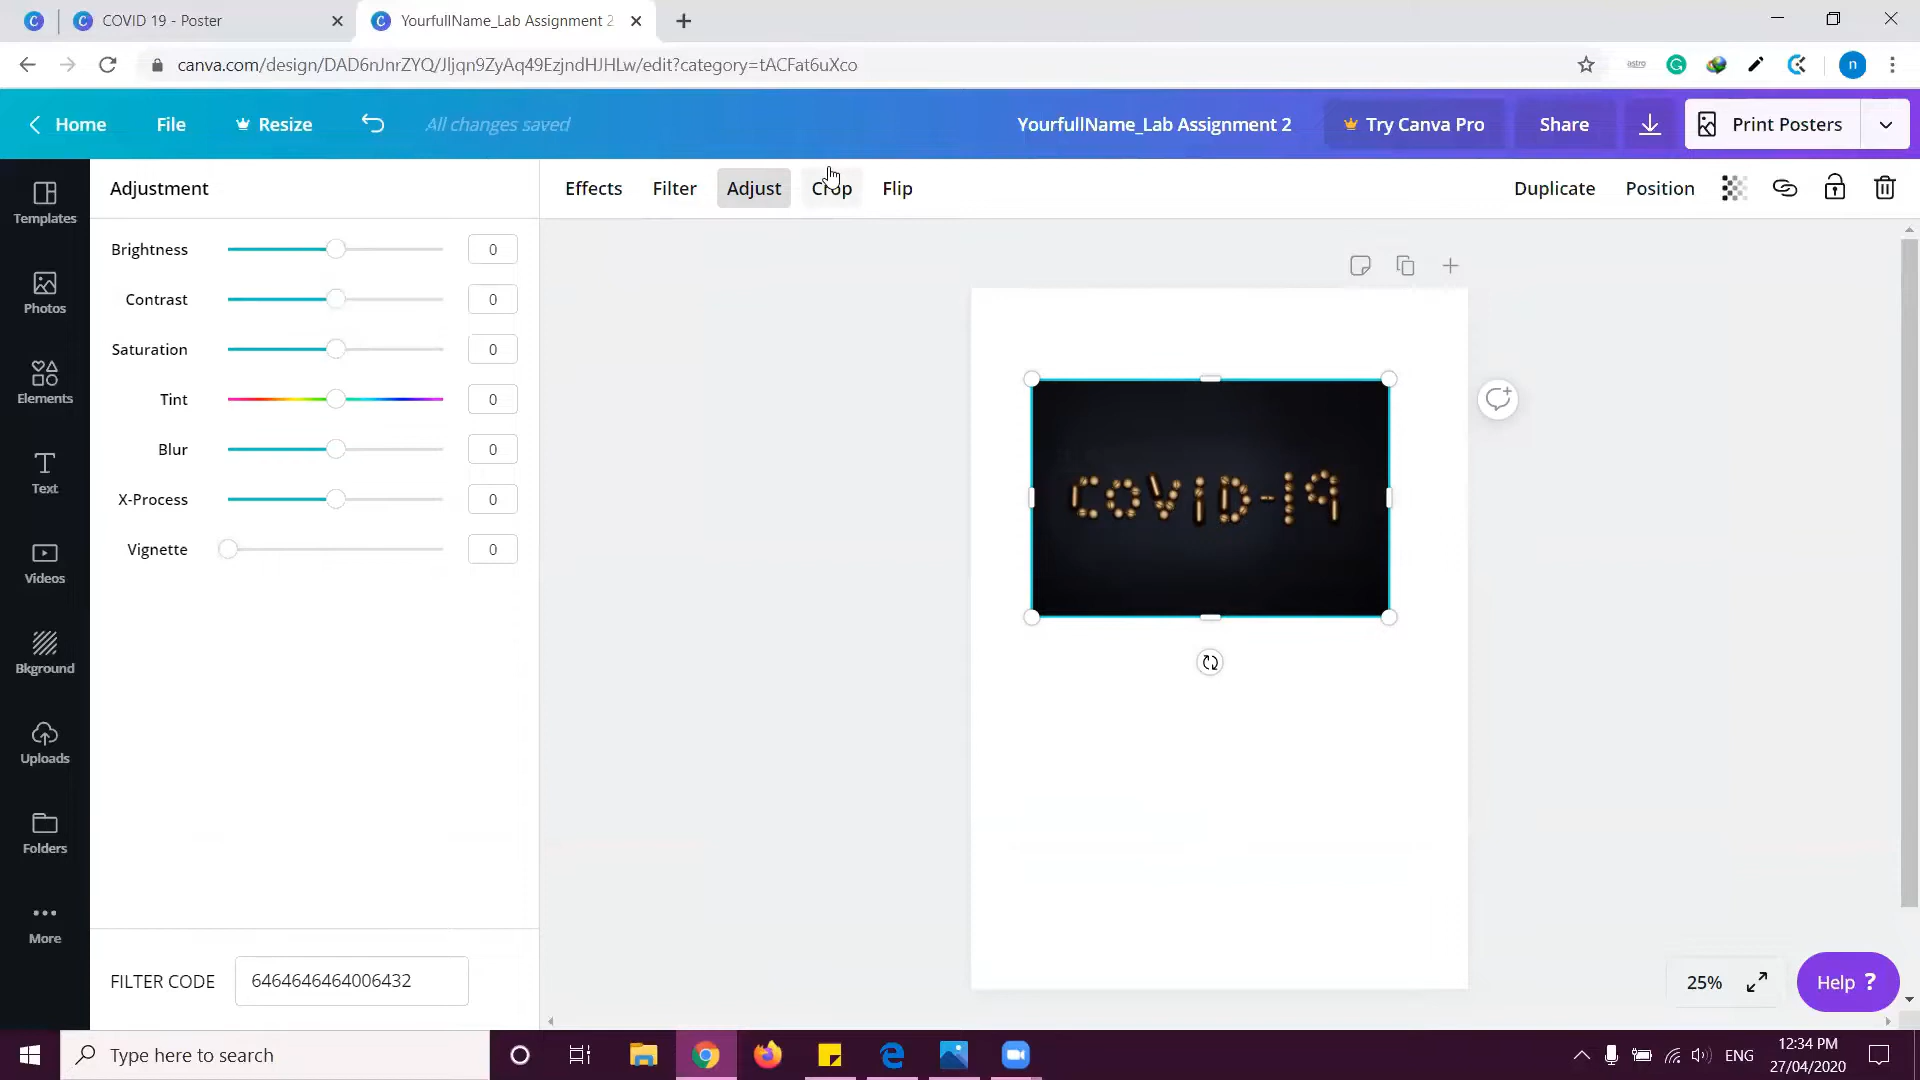 COVID 19 - Poster
YourfullName_Lab Assignment 2
canva.com/design/DAD6nJnrZYQ/Jljqn9ZyAq49EzjndHJHLw/edit?category=tACFat6uXco
astro
n
Home
File
Resize
All changes saved
YourfullName_Lab Assignment 2
Try Canva Pro
Share
Print Posters
Templates
Photos
Elements
Text
Videos
Bkground
Uploads
Folders
More
Adjustment
Brightness 0
Contrast 0
Saturation 0
Tint 0
Blur 0
X-Process 0
Vignette 0
FILTER CODE 6464646464006432
Effects
Filter
Adjust
Crop
Flip
Duplicate
Position
COVID-19
25%
Help ?
Type here to search
ENG
12:34 PM
27/04/2020